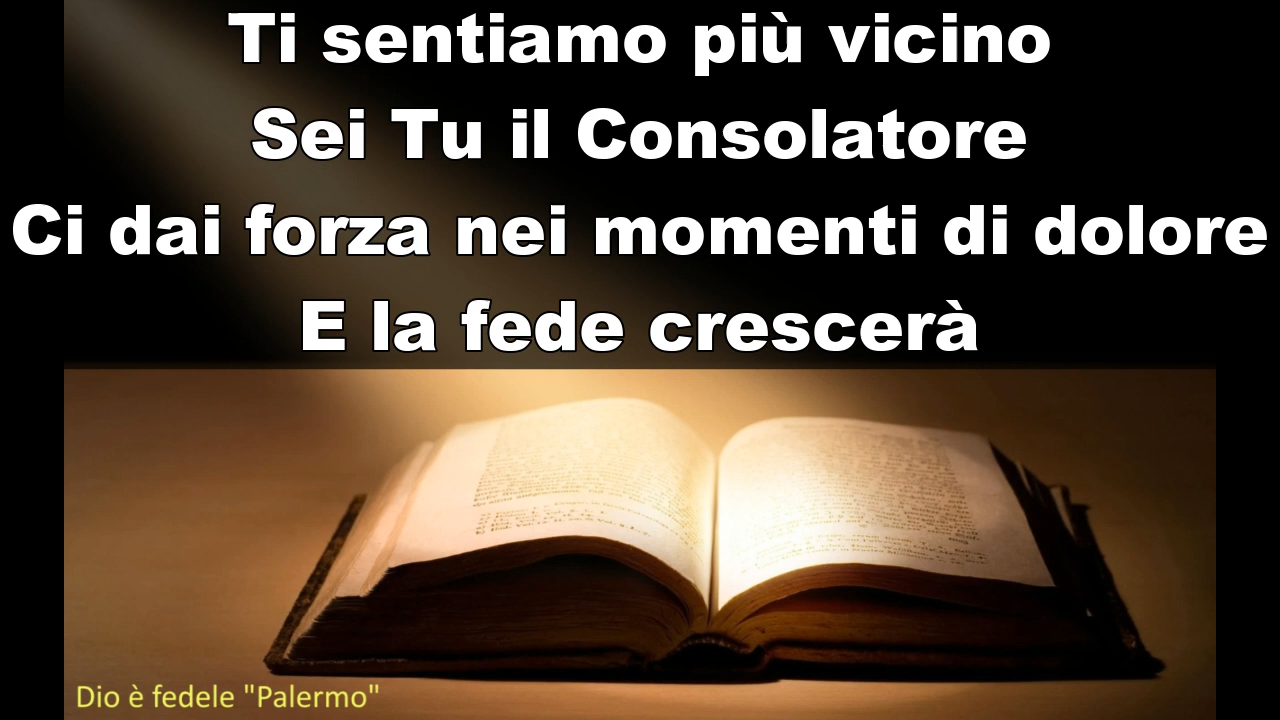 Ti sentiamo più vicino
Sei Tu il Consolatore
Ci dai forza nei momenti di dolore
E la fede crescerà
Dio è fedele "Palermo"